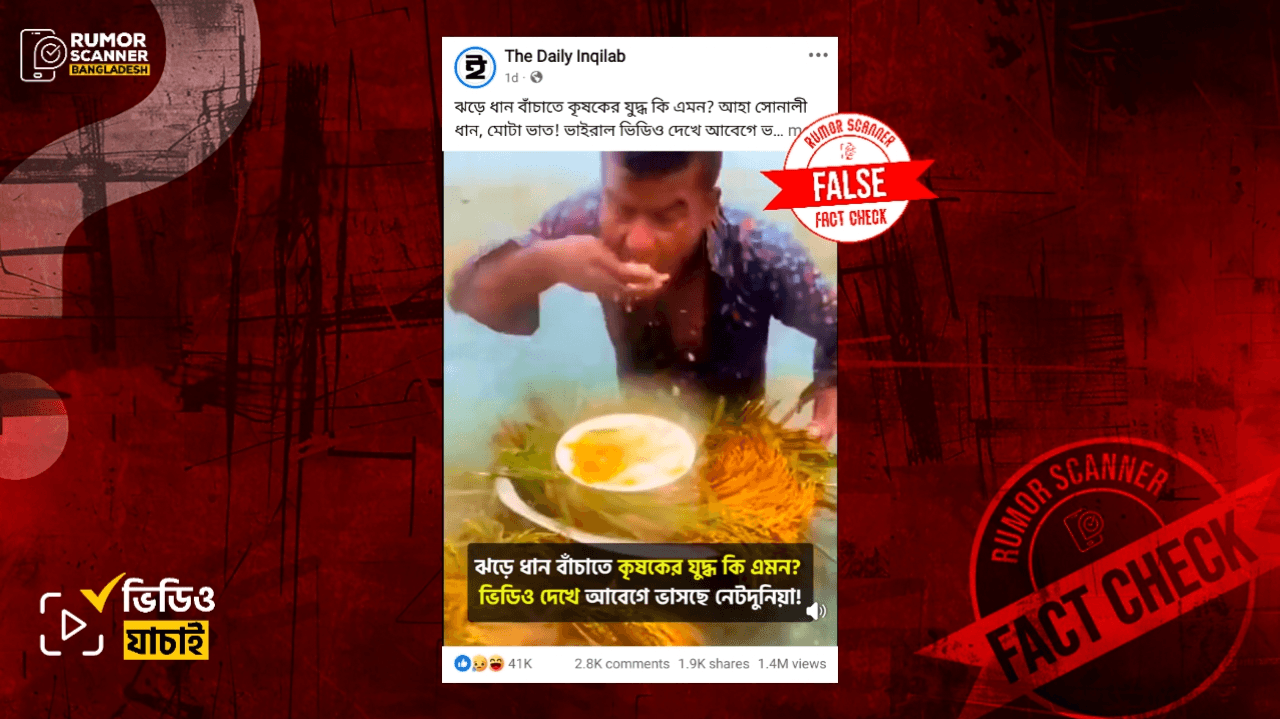 RUMOR
SCANNER
BANGLADESH
The Daily Inqilab
1d
ঝড়ে ধান বাঁচাতে কৃষকের যুদ্ধ কি এমন? আহা সোনালী
ধান, মোটা ভাত! ভাইরাল ভিডিও দেখে আবেগে ভ...
RUMOR SCANNER
FALSE
FACT CHECK
ঝড়ে ধান বাঁচাতে কৃষকের যুদ্ধ কি এমন?
ভিডিও দেখে আবেগে ভাসছে নেটদুনিয়া!
41K 2.8K comments 1.9K shares 1.4M views
ভিডিও
যাচাই
RUMOR SCANNER
FACT CHECK